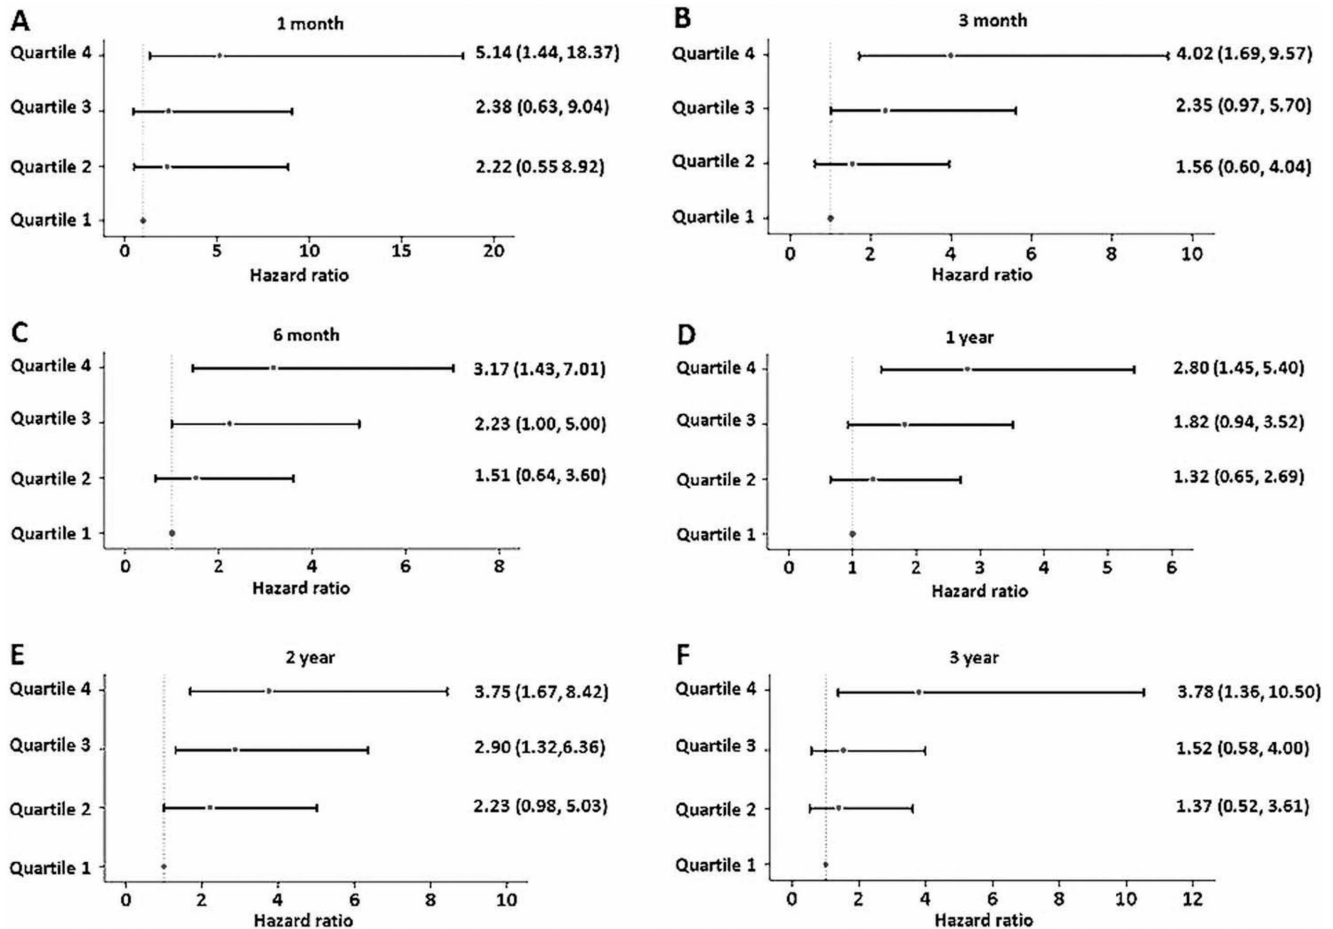 A
1 month
Quartile 4
5.14 (1.44, 18.37)
Quartile 3
2.38 (0.63, 9.04)
Quartile 2
2.22 (0.55 8.92)
Quartile 1
0 5 10 15 20
Hazard ratio
B
3 month
Quartile 4
4.02 (1.69, 9.57)
Quartile 3
2.35 (0.97, 5.70)
Quartile 2
1.56 (0.60, 4.04)
Quartile 1
0 2 4 6 8 10
Hazard ratio
C
6 month
Quartile 4
3.17 (1.43, 7.01)
Quartile 3
2.23 (1.00, 5.00)
Quartile 2
1.51 (0.64, 3.60)
Quartile 1
0 2 4 6 8
Hazard ratio
D
1 year
Quartile 4
2.80 (1.45, 5.40)
Quartile 3
1.82 (0.94, 3.52)
Quartile 2
1.32 (0.65, 2.69)
Quartile 1
0 1 2 3 4 5 6
Hazard ratio
E
2 year
Quartile 4
3.75 (1.67, 8.42)
Quartile 3
2.90 (1.32,6.36)
Quartile 2
2.23 (0.98, 5.03)
Quartile 1
0 2 4 6 8 10
Hazard ratio
F
3 year
Quartile 4
3.78 (1.36, 10.50)
Quartile 3
1.52 (0.58, 4.00)
Quartile 2
1.37 (0.52, 3.61)
Quartile 1
0 2 4 6 8 10 12
Hazard ratio